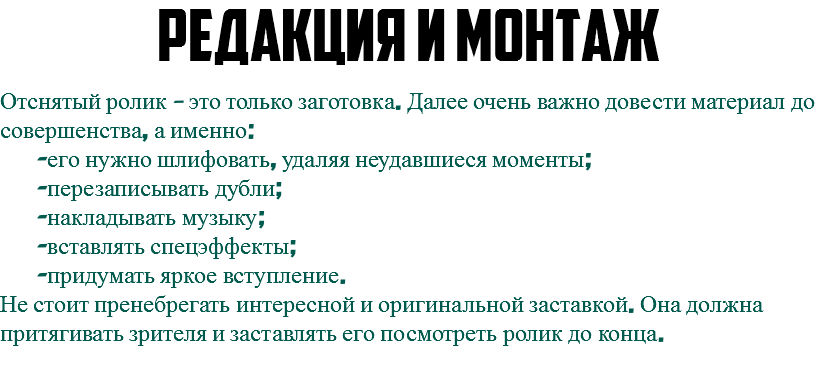 РЕДАКЦИЯ И МОНТАЖ
Отснятый ролик - это только заготовка. Далее очень важно довести материал до
совершенства, а именно:
-его нужно шлифовать, удаляя неудавшиеся моменты;
-перезаписывать дубли;
-накладывать музыку;
-вставлять спецэффекты;
-придумать яркое вступление.
Не стоит пренебрегать интересной и оригинальной заставкой. Она должна
притягивать зрителя и заставлять его посмотреть ролик до конца.